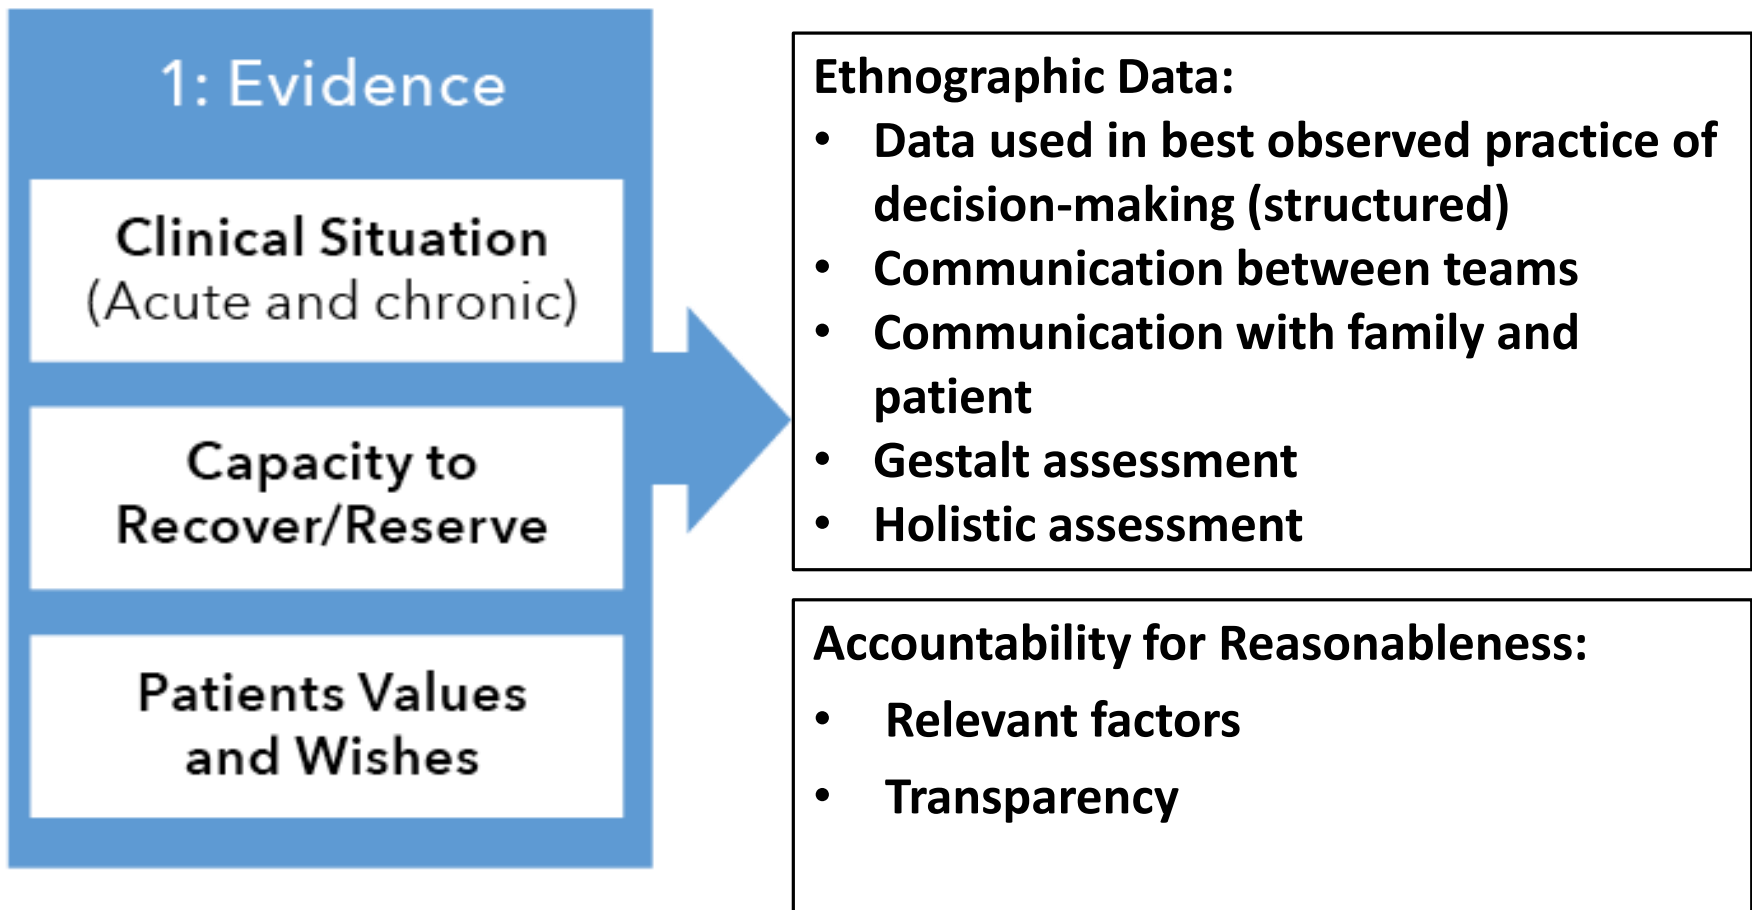 1: Evidence
Clinical Situation
(Acute and chronic)
Capacity to
Recover/Reserve
Patients Values
and Wishes
Ethnographic Data:
• Data used in best observed practice of
decision-making (structured)
• Communication between teams
• Communication with family and
patient
• Gestalt assessment
• Holistic assessment
Accountability for Reasonableness:
• Relevant factors
• Transparency